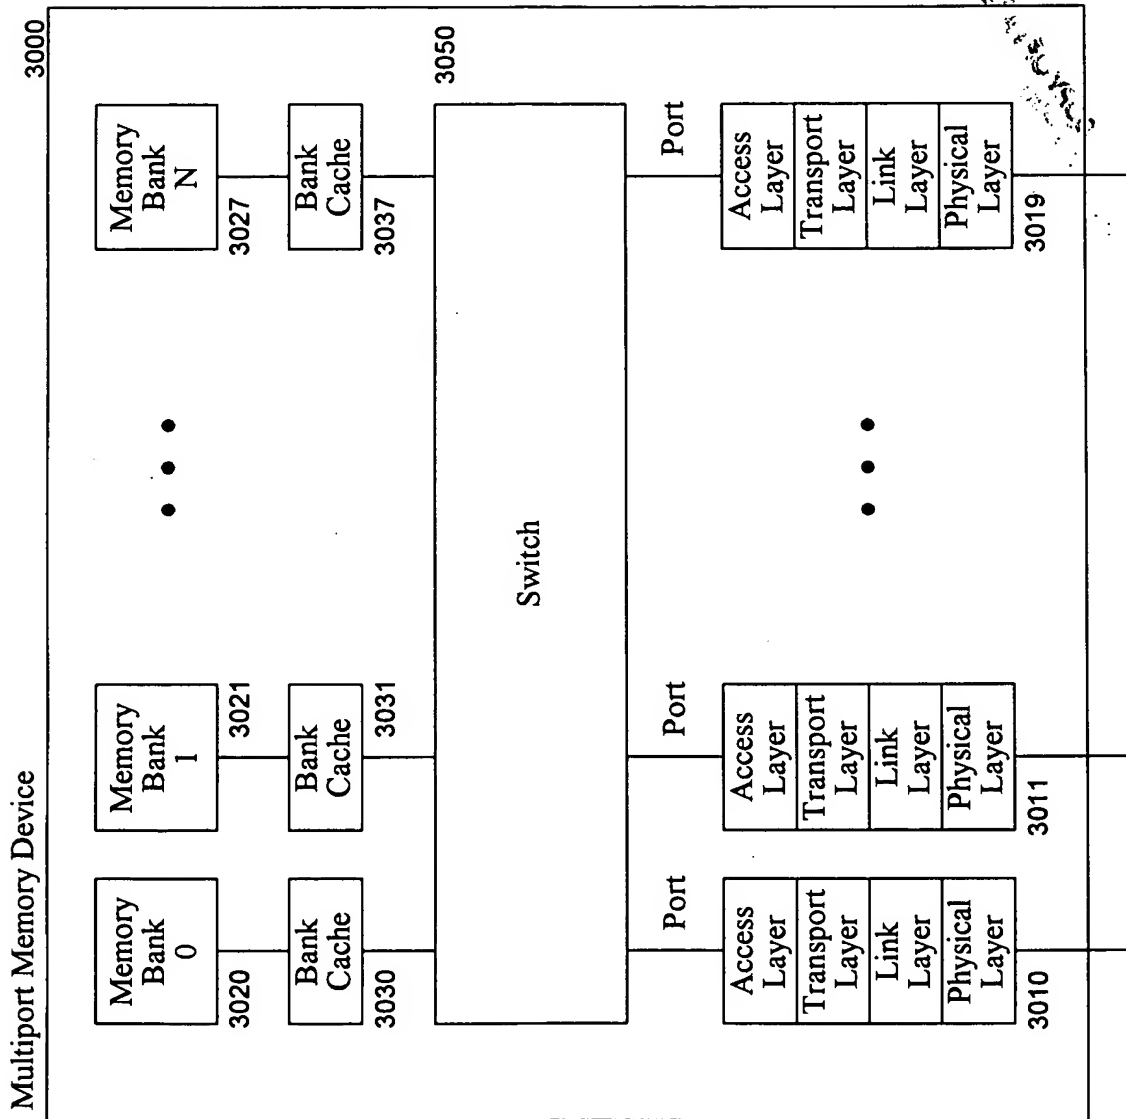 Multiport Memory Device
3000
Memory
Bank
0
3020
Memory
Bank
1
3021
Memory
Bank
N
3027
Bank
Cache
3030
Bank
Cache
3031
Bank
Cache
3037
3050
Switch
Port
Port
Port
Access
Layer
Transport
Layer
Link
Layer
Physical
Layer
3010
Access
Layer
Transport
Layer
Link
Layer
Physical
Layer
3011
Access
Layer
Transport
Layer
Link
Layer
Physical
Layer
3019